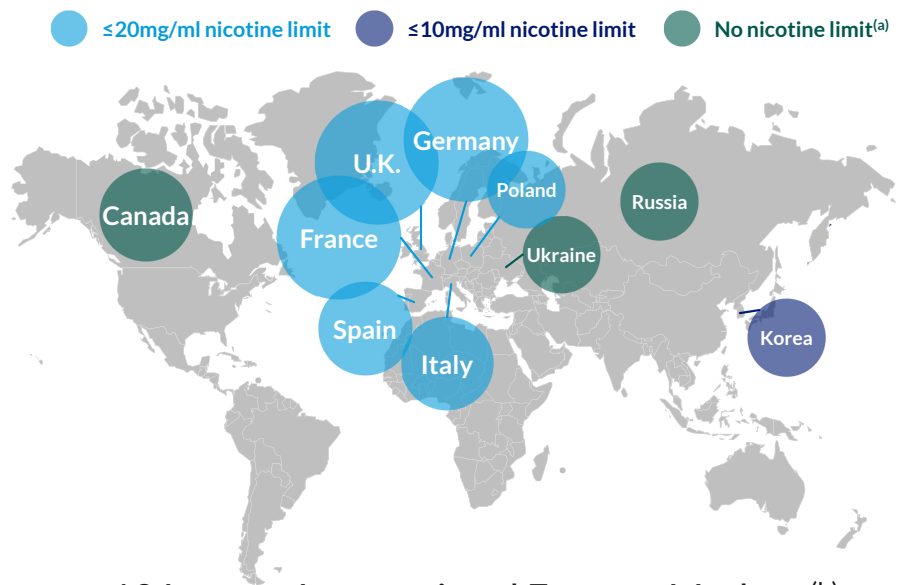 ≤20mg/ml nicotine limit ≤10mg/ml nicotine limit No nicotine limit(a)
Germany
U.K.
Poland
Canada
Russia
France
Ukraine
Spain
Korea
Italy
(b)